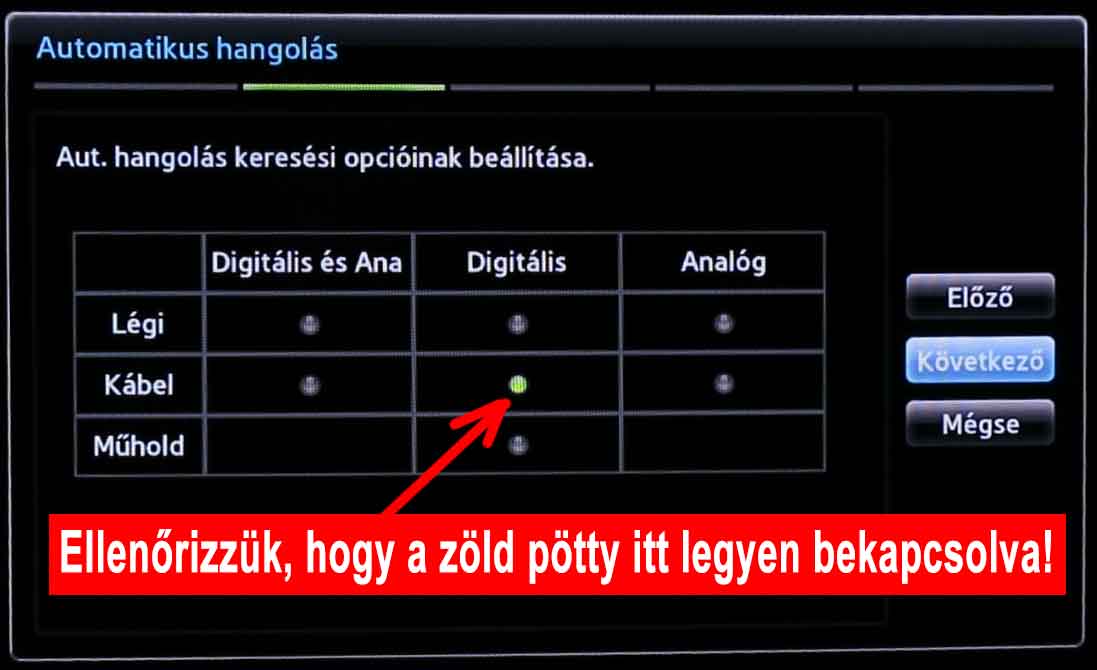 Automatikus hangolás
Aut. hangolás keresési opcióinak beállítása.
Digitális és Ana
Digitális
Analóg
Légi
Kábel
Műhold
Előző
Következő
Mégse
Ellenőrizzük, hogy a zöld pötty itt legyen bekapcsolva!